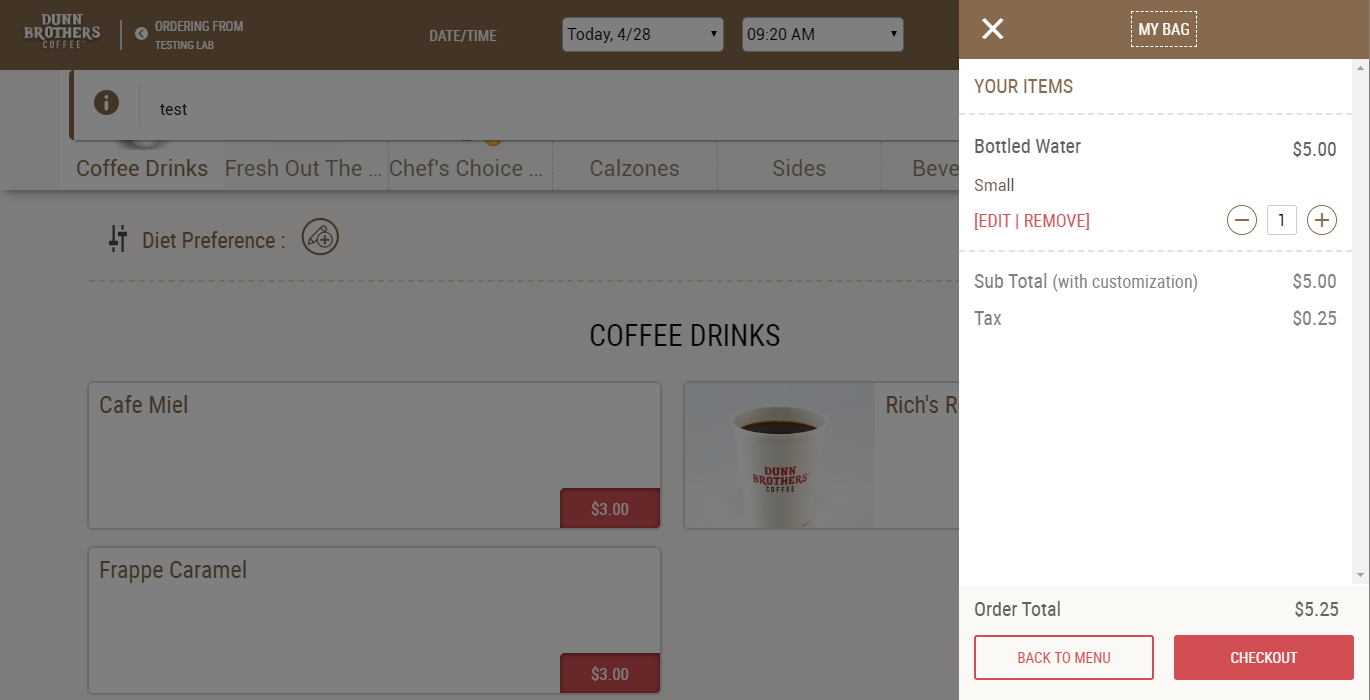 DUNN
BROTHERS
COFFEE
ORDERING FROM
TESTING LAB
DATE/TIME
Today, 4/28
09:20 AM
test
Coffee Drinks
Fresh Out The ...
Chef's Choice ...
Calzones
Sides
Beve
Diet Preference :
COFFEE DRINKS
Cafe Miel
$3.00
DUNN
BROTHERS
COFFEE
Rich's R
Frappe Caramel
$3.00
MY BAG
YOUR ITEMS
Bottled Water $5.00
Small
[EDIT | REMOVE] 1
Sub Total (with customization) $5.00
Tax $0.25
Order Total $5.25
BACK TO MENU
CHECKOUT